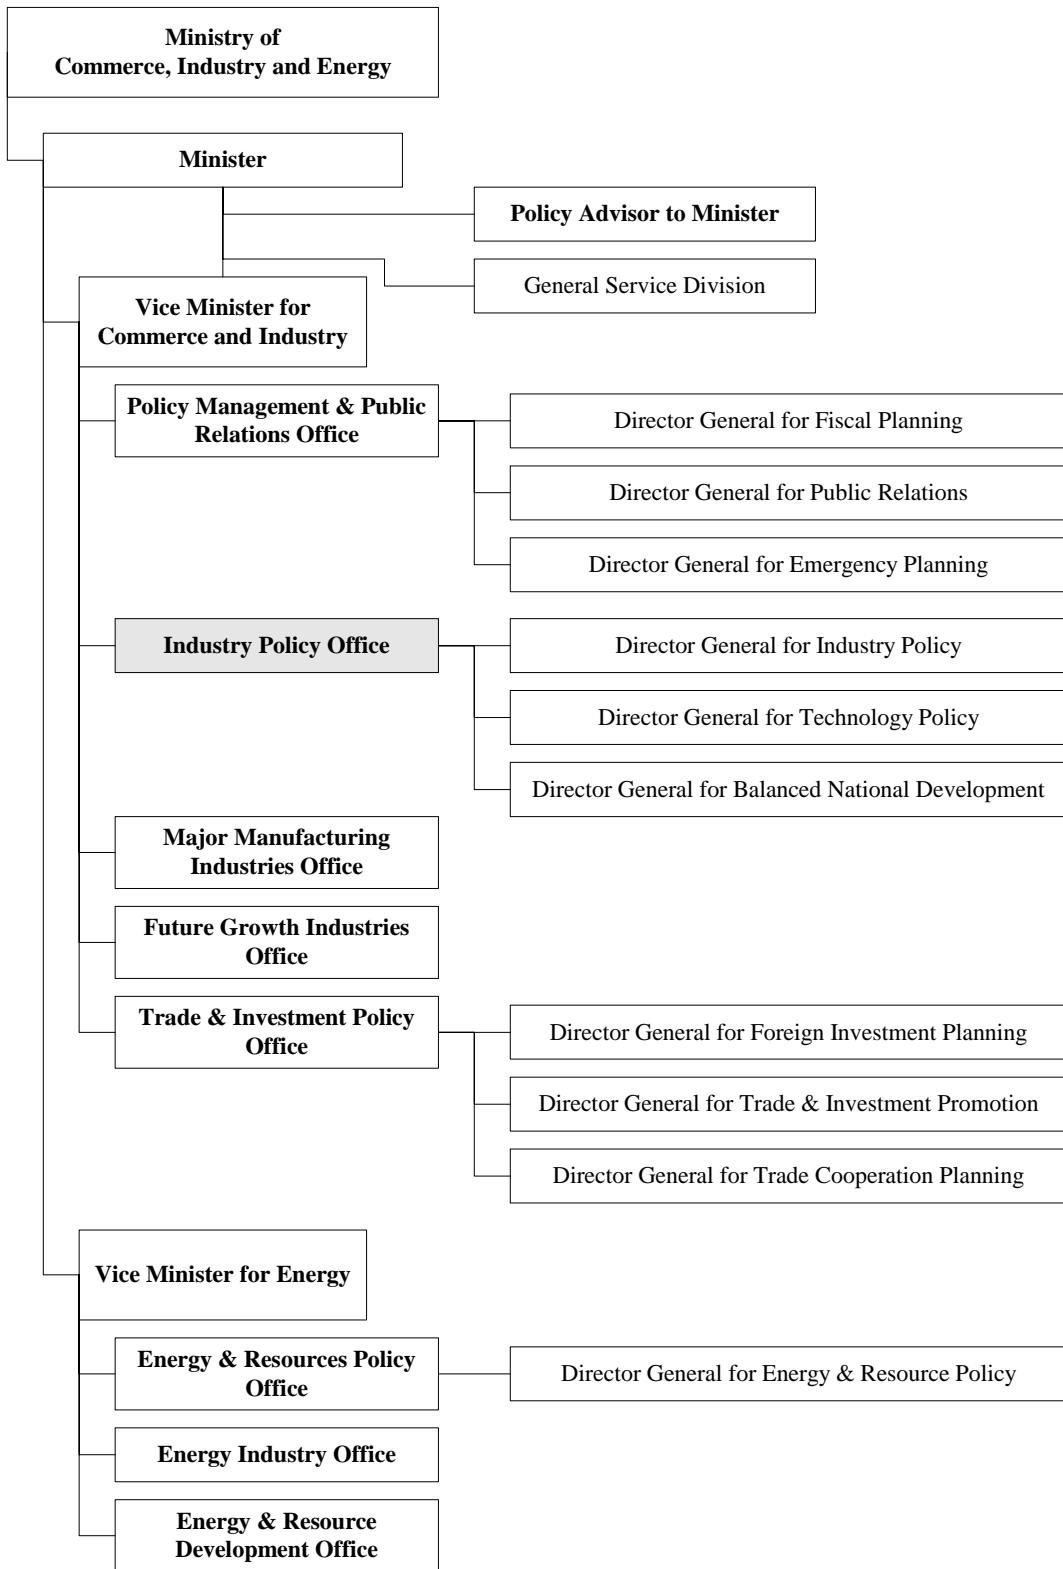 Ministry of
Commerce, Industry and Energy
Minister
Policy Advisor to Minister
General Service Division
Vice Minister for
Commerce and Industry
Policy Management & Public
Relations Office
Director General for Fiscal Planning
Director General for Public Relations
Director General for Emergency Planning
Industry Policy Office
Director General for Industry Policy
Director General for Technology Policy
Director General for Balanced National Development
Major Manufacturing
Industries Office
Future Growth Industries
Office
Trade & Investment Policy
Office
Director General for Foreign Investment Planning
Director General for Trade & Investment Promotion
Director General for Trade Cooperation Planning
Vice Minister for Energy
Energy & Resources Policy
Office
Director General for Energy & Resource Policy
Energy Industry Office
Energy & Resource
Development Office